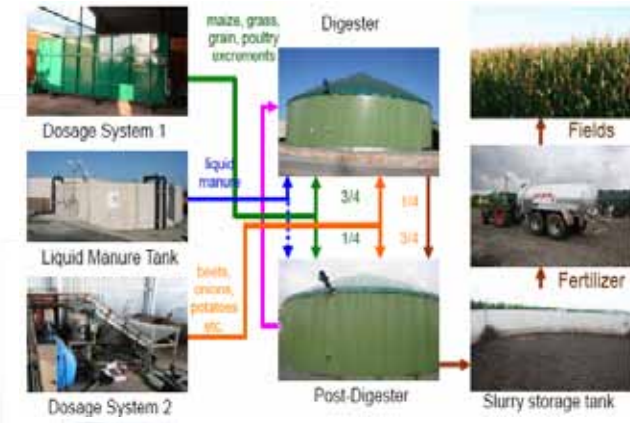 maize, grass,
grain, poultry
excrements
Digester
Dosage System 1
Fields
liquid
manure
3/4
1/4
Liquid Manure Tank
1/4
3/4
beets,
onions,
potatoes
etc.
Fertilizer
Dosage System 2
Post-Digester
Slurry storage tank